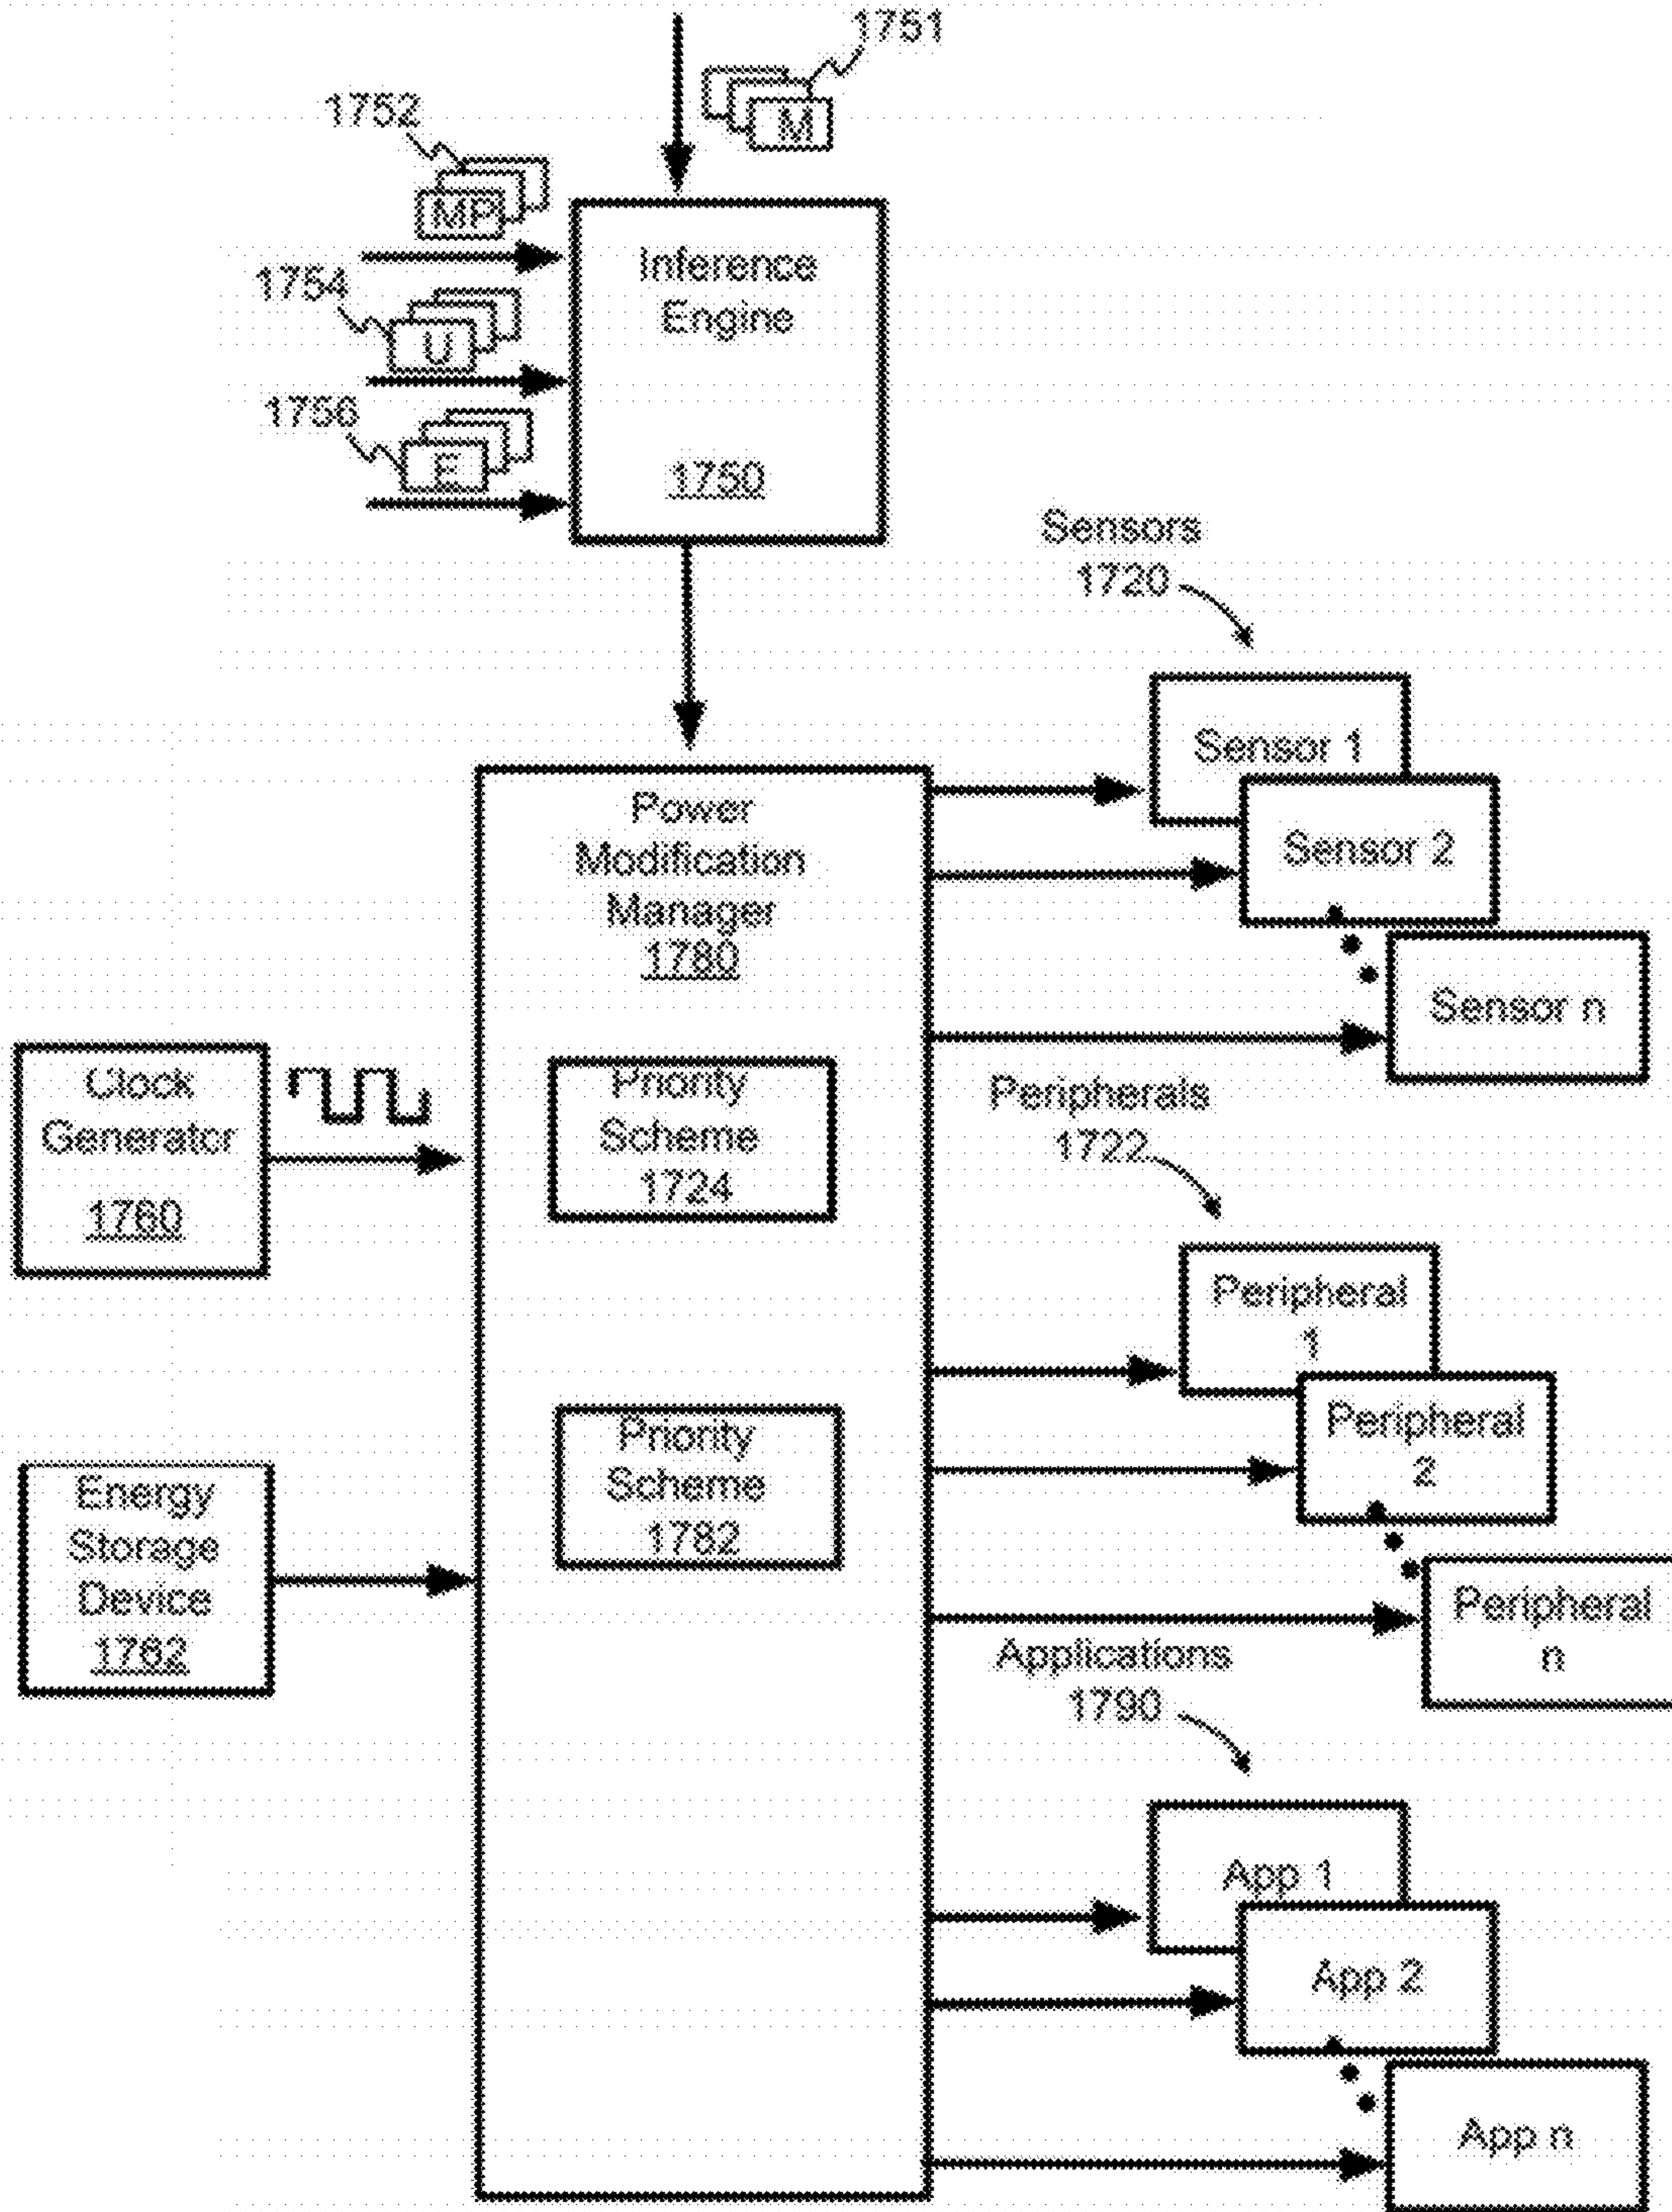 1751
M
1752
MP
1754
U
1756
E
Inference
Engine
1750
Sensors
1720
Sensor 1
Sensor 2
Sensor n
Power
Modification
Manager
1780
Clock
Generator
1760
Priority
Scheme
1724
Peripherals
1722
Peripheral
1
Peripheral
2
Peripheral
n
Energy
Storage
Device
1762
Priority
Scheme
1782
Applications
1790
App 1
App 2
App n